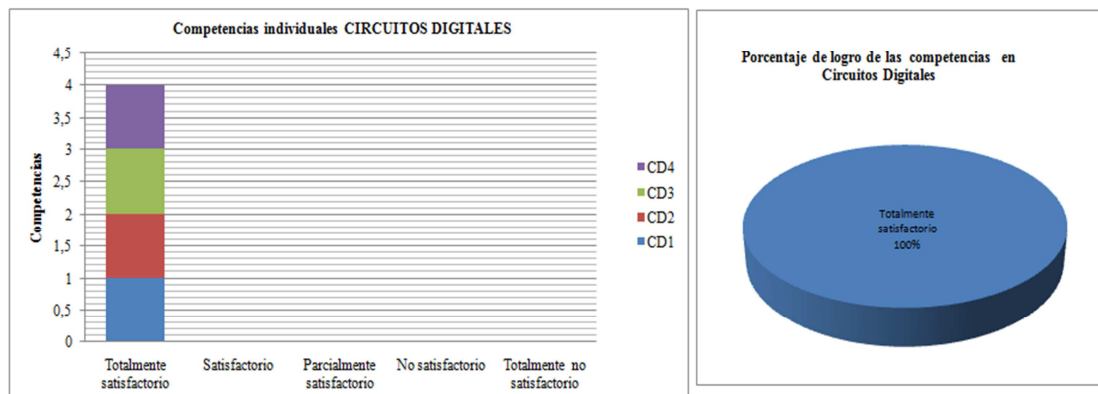 Competencias individuales CIRCUITOS DIGITALES
4,5
4
3,5
3
2,5
2
1,5
1
0,5
0
Competencias
Totalmente
satisfactorio
Satisfactorio
Parcialmente
satisfactorio
No satisfactorio
Totalmente no
satisfactorio
CD4
CD3
CD2
CD1
Porcentaje de logro de las competencias en
Circuitos Digitales
Totalmente
satisfactorio
100%